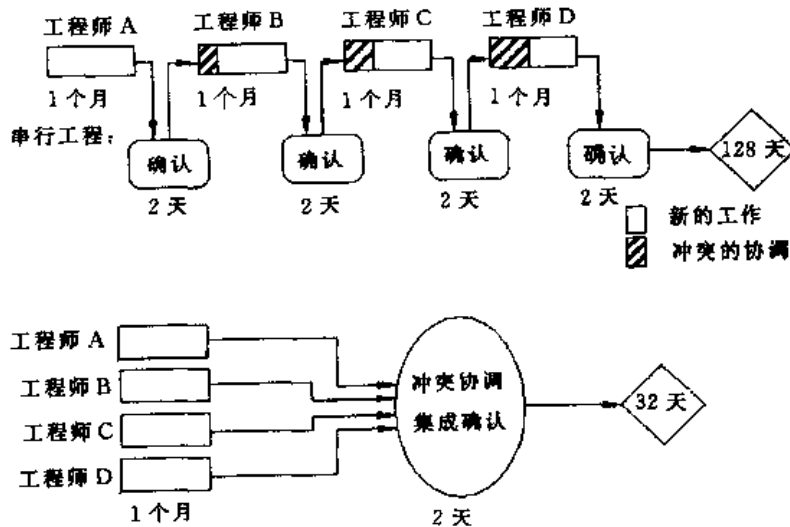 工程师 A
工程师 B
工程师 C
工程师 D
1 个月
1 个月
1 个月
1 个月
串行工程：
确认
确认
确认
确认
128 天
2 天
2 天
2 天
2 天
新的工作
冲突的协调
工程师 A
工程师 B
工程师 C
工程师 D
冲突协调
集成确认
32 天
1 个月
2 天